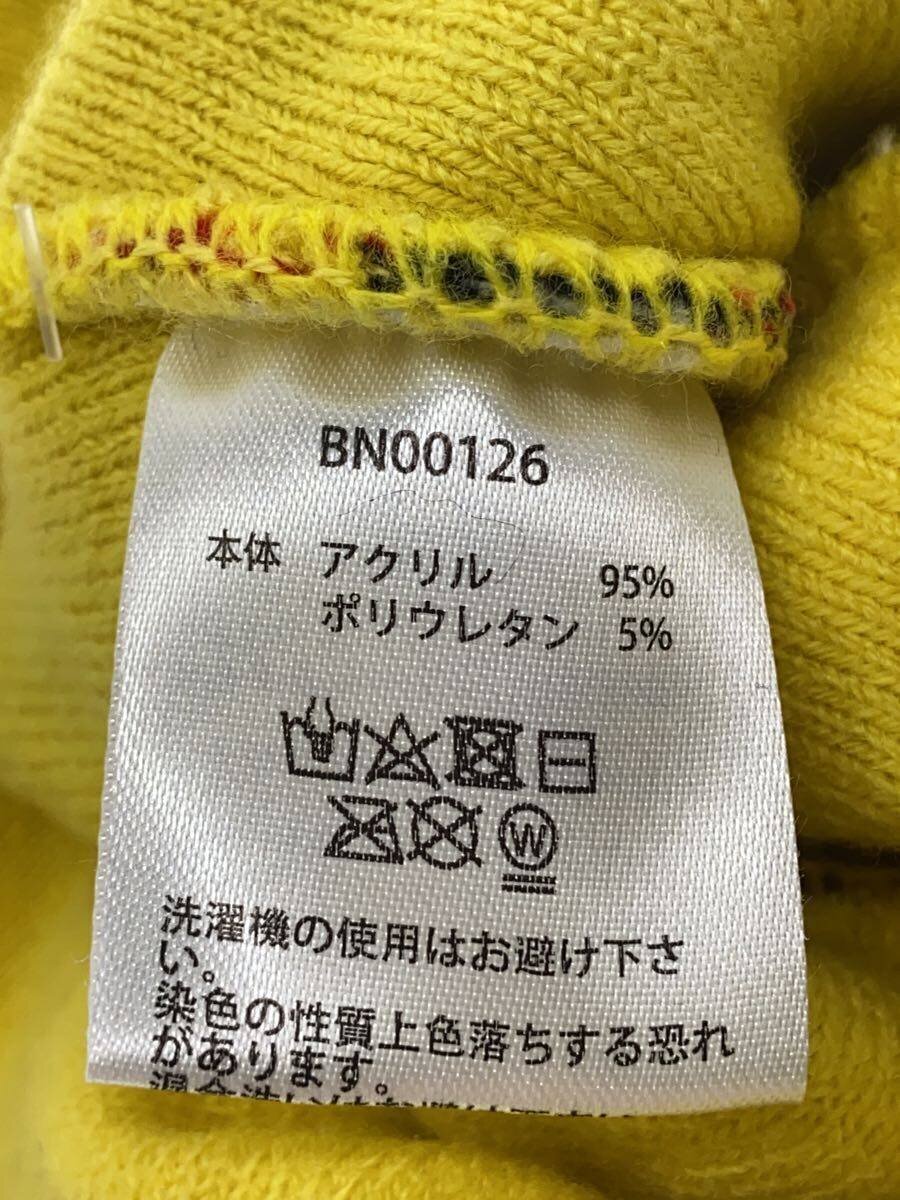 BN00126
本体 アクリル 95%
ポリウレタン 5%
W
洗濯機の使用はお避け下さ
い。
染色の性質上色落ちする恐れ
があります。